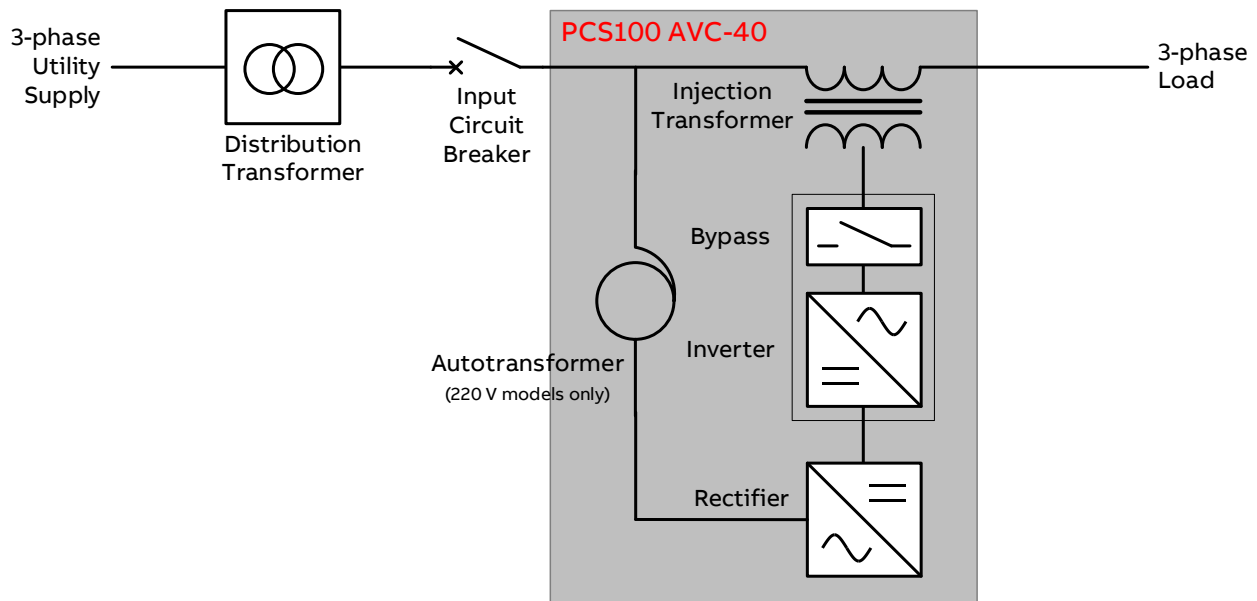 3-phase
Utility
Supply
Distribution
Transformer
Input
Circuit
Breaker
PCS100 AVC-40
Injection
Transformer
3-phase
Load
Bypass
Inverter
Autotransformer
(220 V models only)
Rectifier